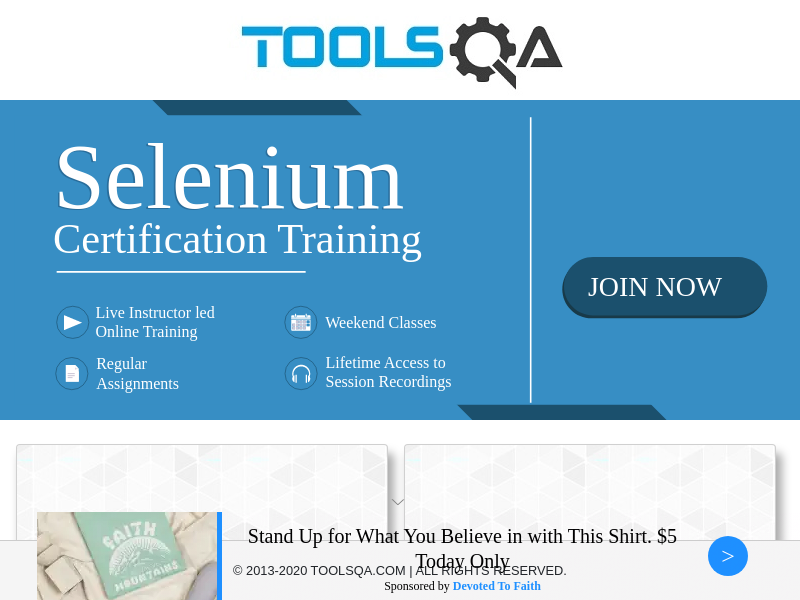 TOOLSQA
Selenium
Certification Training
Live Instructor led
Online Training
Weekend Classes
Regular
Assignments
Lifetime Access to
Session Recordings
JOIN NOW
FAITH
MOUNTAINS
Stand Up for What You Believe in with This Shirt. $5
Today Only
© 2013-2020 TOOLSQA.COM | ALL RIGHTS RESERVED.
Sponsored by Devoted To Faith
>